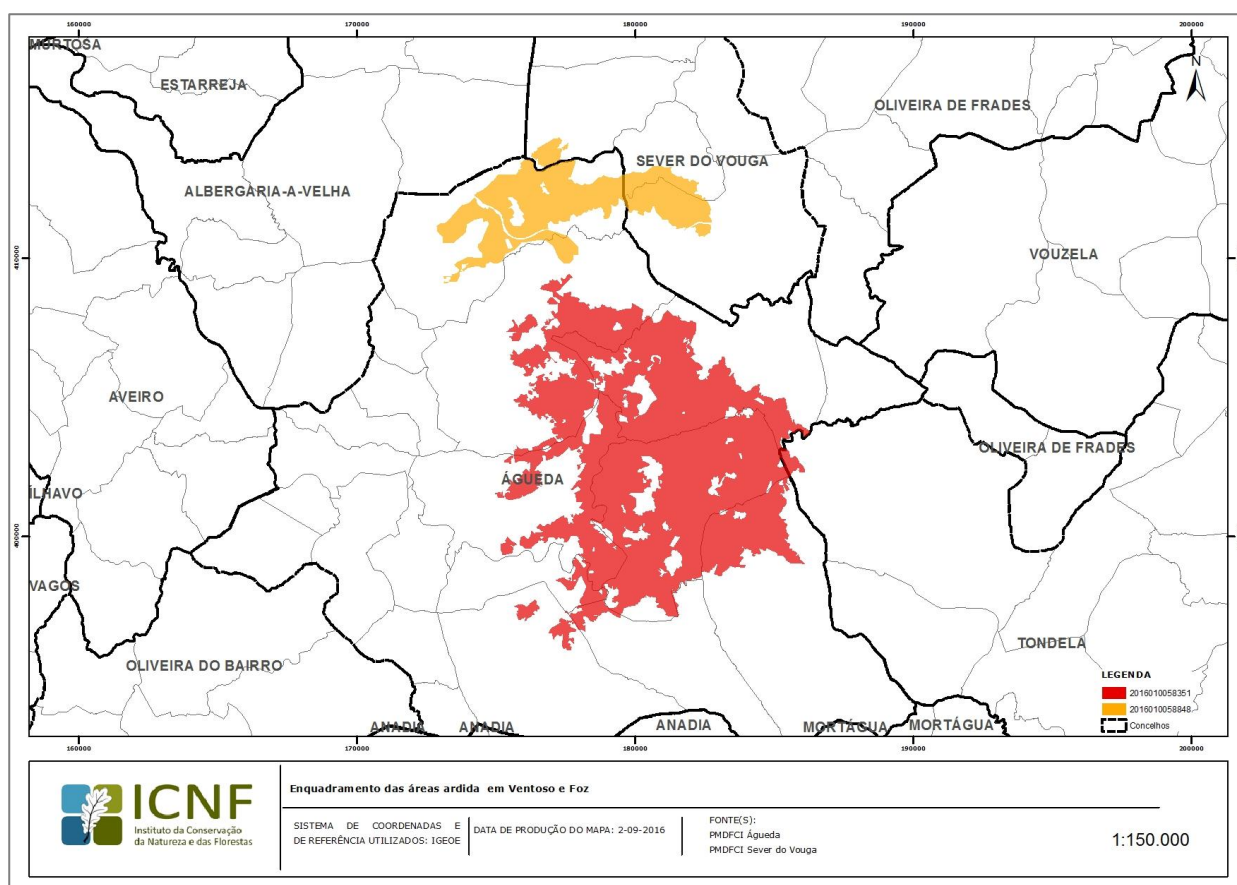 160000 170000 180000 190000 200000
MURTOSA
N
ESTARREJA
OLIVEIRA DE FRADES
SEVER DO VOUGA
ALBERGARIA-A-VELHA
410000
VOUZELA
AVEIRO
OLIVEIRA DE FRADES
ÁGUEDA
ÍLHAVO
400000
VAGOS
TONDELA
OLIVEIRA DO BAIRRO
LEGENDA
2016010058351
2016010058848
Concelhos
ANADIA ANADIA ANADIA MORTÁGUA MORTÁGUA
160000 170000 180000 190000 200000
ICNF
Instituto da Conservação
da Natureza e das Florestas
Enquadramento das áreas ardida em Ventoso e Foz
SISTEMA DE COORDENADAS E
DE REFERÊNCIA UTILIZADOS: IGEOE
DATA DE PRODUÇÃO DO MAPA: 2-09-2016
FONTE(S):
PMDFCI Águeda
PMDFCI Sever do Vouga
1:150.000